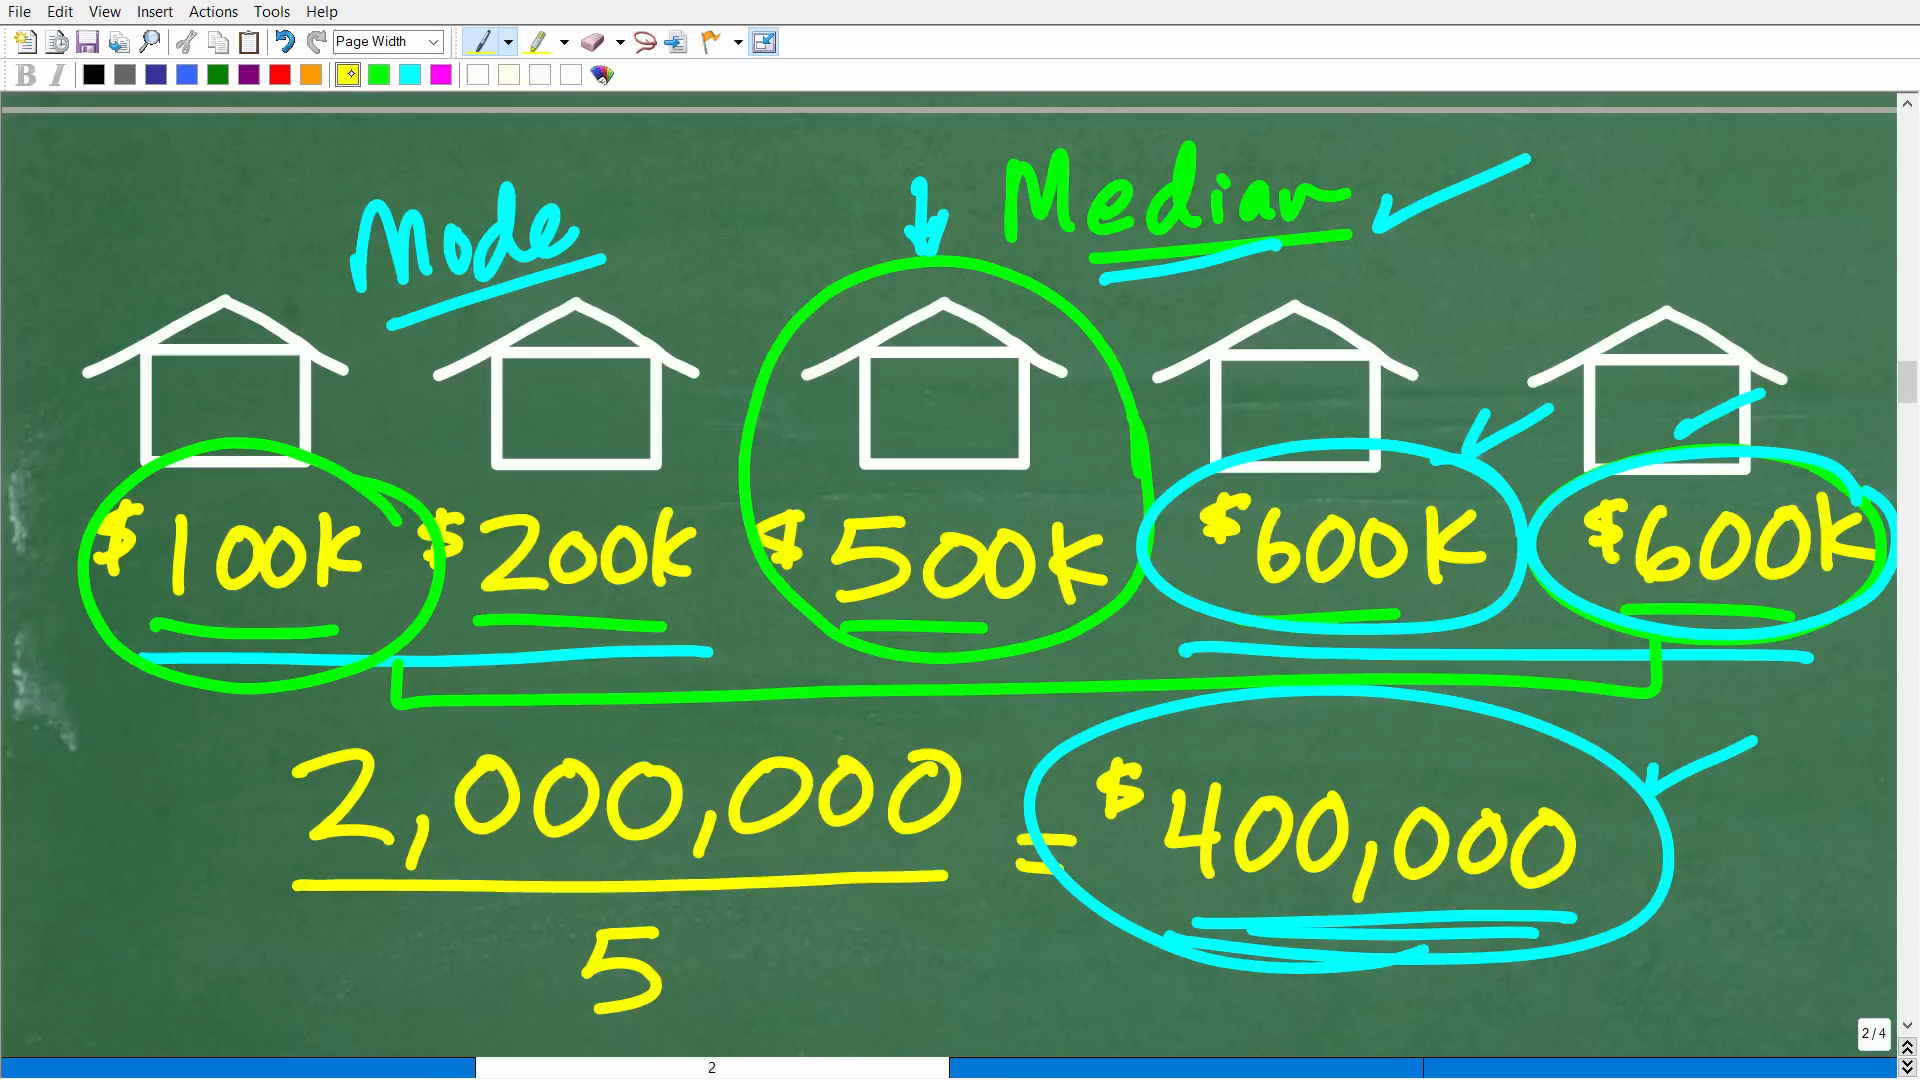 File Edit View Insert Actions Tools Help
Page Width
B I
Mode
Median
$100K $200K $500K $600K $600K
2,000,000 = $400,000
5
2 / 4
2